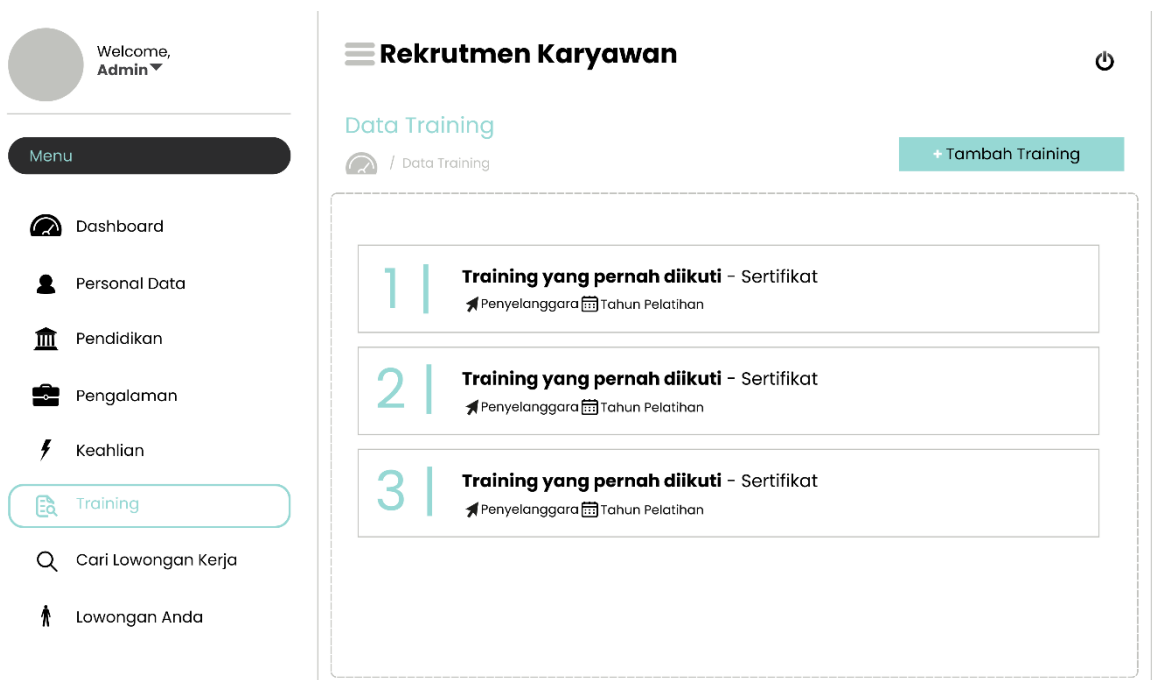 Welcome,
Admin
Menu
Dashboard
Personal Data
Pendidikan
Pengalaman
Keahlian
Training
Cari Lowongan Kerja
Lowongan Anda
Rekrutmen Karyawan
Data Training
/ Data Training
+ Tambah Training
1
Training yang pernah diikuti - Sertifikat
Penyelanggara Tahun Pelatihan
2
Training yang pernah diikuti - Sertifikat
Penyelanggara Tahun Pelatihan
3
Training yang pernah diikuti - Sertifikat
Penyelanggara Tahun Pelatihan